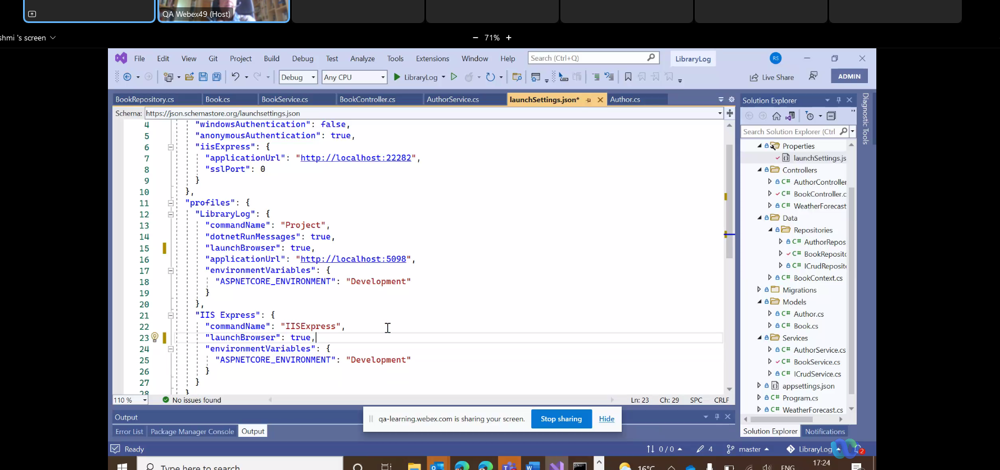 QA Webex49 (Host)
shmi 's screen
71%
File Edit View Git Project Build Debug Test Analyze Tools Extensions Window Help Search (Ctrl+Q) LibraryLog RS
Debug Any CPU LibraryLog Live Share ADMIN
BookRepository.cs Book.cs BookService.cs BookController.cs AuthorService.cs launchSettings.json* Author.cs
Schema: https://json.schemastore.org/launchsettings.json
4 "windowsAuthentication": false,
5 "anonymousAuthentication": true,
6 "iisExpress": {
7 "applicationUrl": "http://localhost:22282",
8 "sslPort": 0
9 }
10 },
11 "profiles": {
12 "LibraryLog": {
13 "commandName": "Project",
14 "dotnetRunMessages": true,
15 "launchBrowser": true,
16 "applicationUrl": "http://localhost:5098",
17 "environmentVariables": {
18 "ASPNETCORE_ENVIRONMENT": "Development"
19 }
20 },
21 "IIS Express": {
22 "commandName": "IISExpress",
23 "launchBrowser": true,
24 "environmentVariables": {
25 "ASPNETCORE_ENVIRONMENT": "Development"
26 }
27 }
28 }
110 % No issues found Ln: 23 Ch: 29 SPC CRLF
Solution Explorer
Search Solution Explorer (Ctrl
Properties
launchSettings.js
Controllers
C# AuthorController
C# BookController.c
C# WeatherForecast
Data
Repositories
C# AuthorRepos
C# BookReposito
C# ICrudReposit
C# BookContext.cs
Migrations
Models
C# Author.cs
C# Book.cs
Services
C# AuthorService.cs
C# BookService.cs
C# ICrudService.cs
appsettings.json
C# Program.cs
C# WeatherForecast.cs
Solution Explorer Notifications
Diagnostic Tools
Output
qa-learning.webex.com is sharing your screen. Stop sharing Hide
Error List Package Manager Console Output
Ready 0 / 0 4 master LibraryLog 2
Type here to search 16°C ENG 17:24